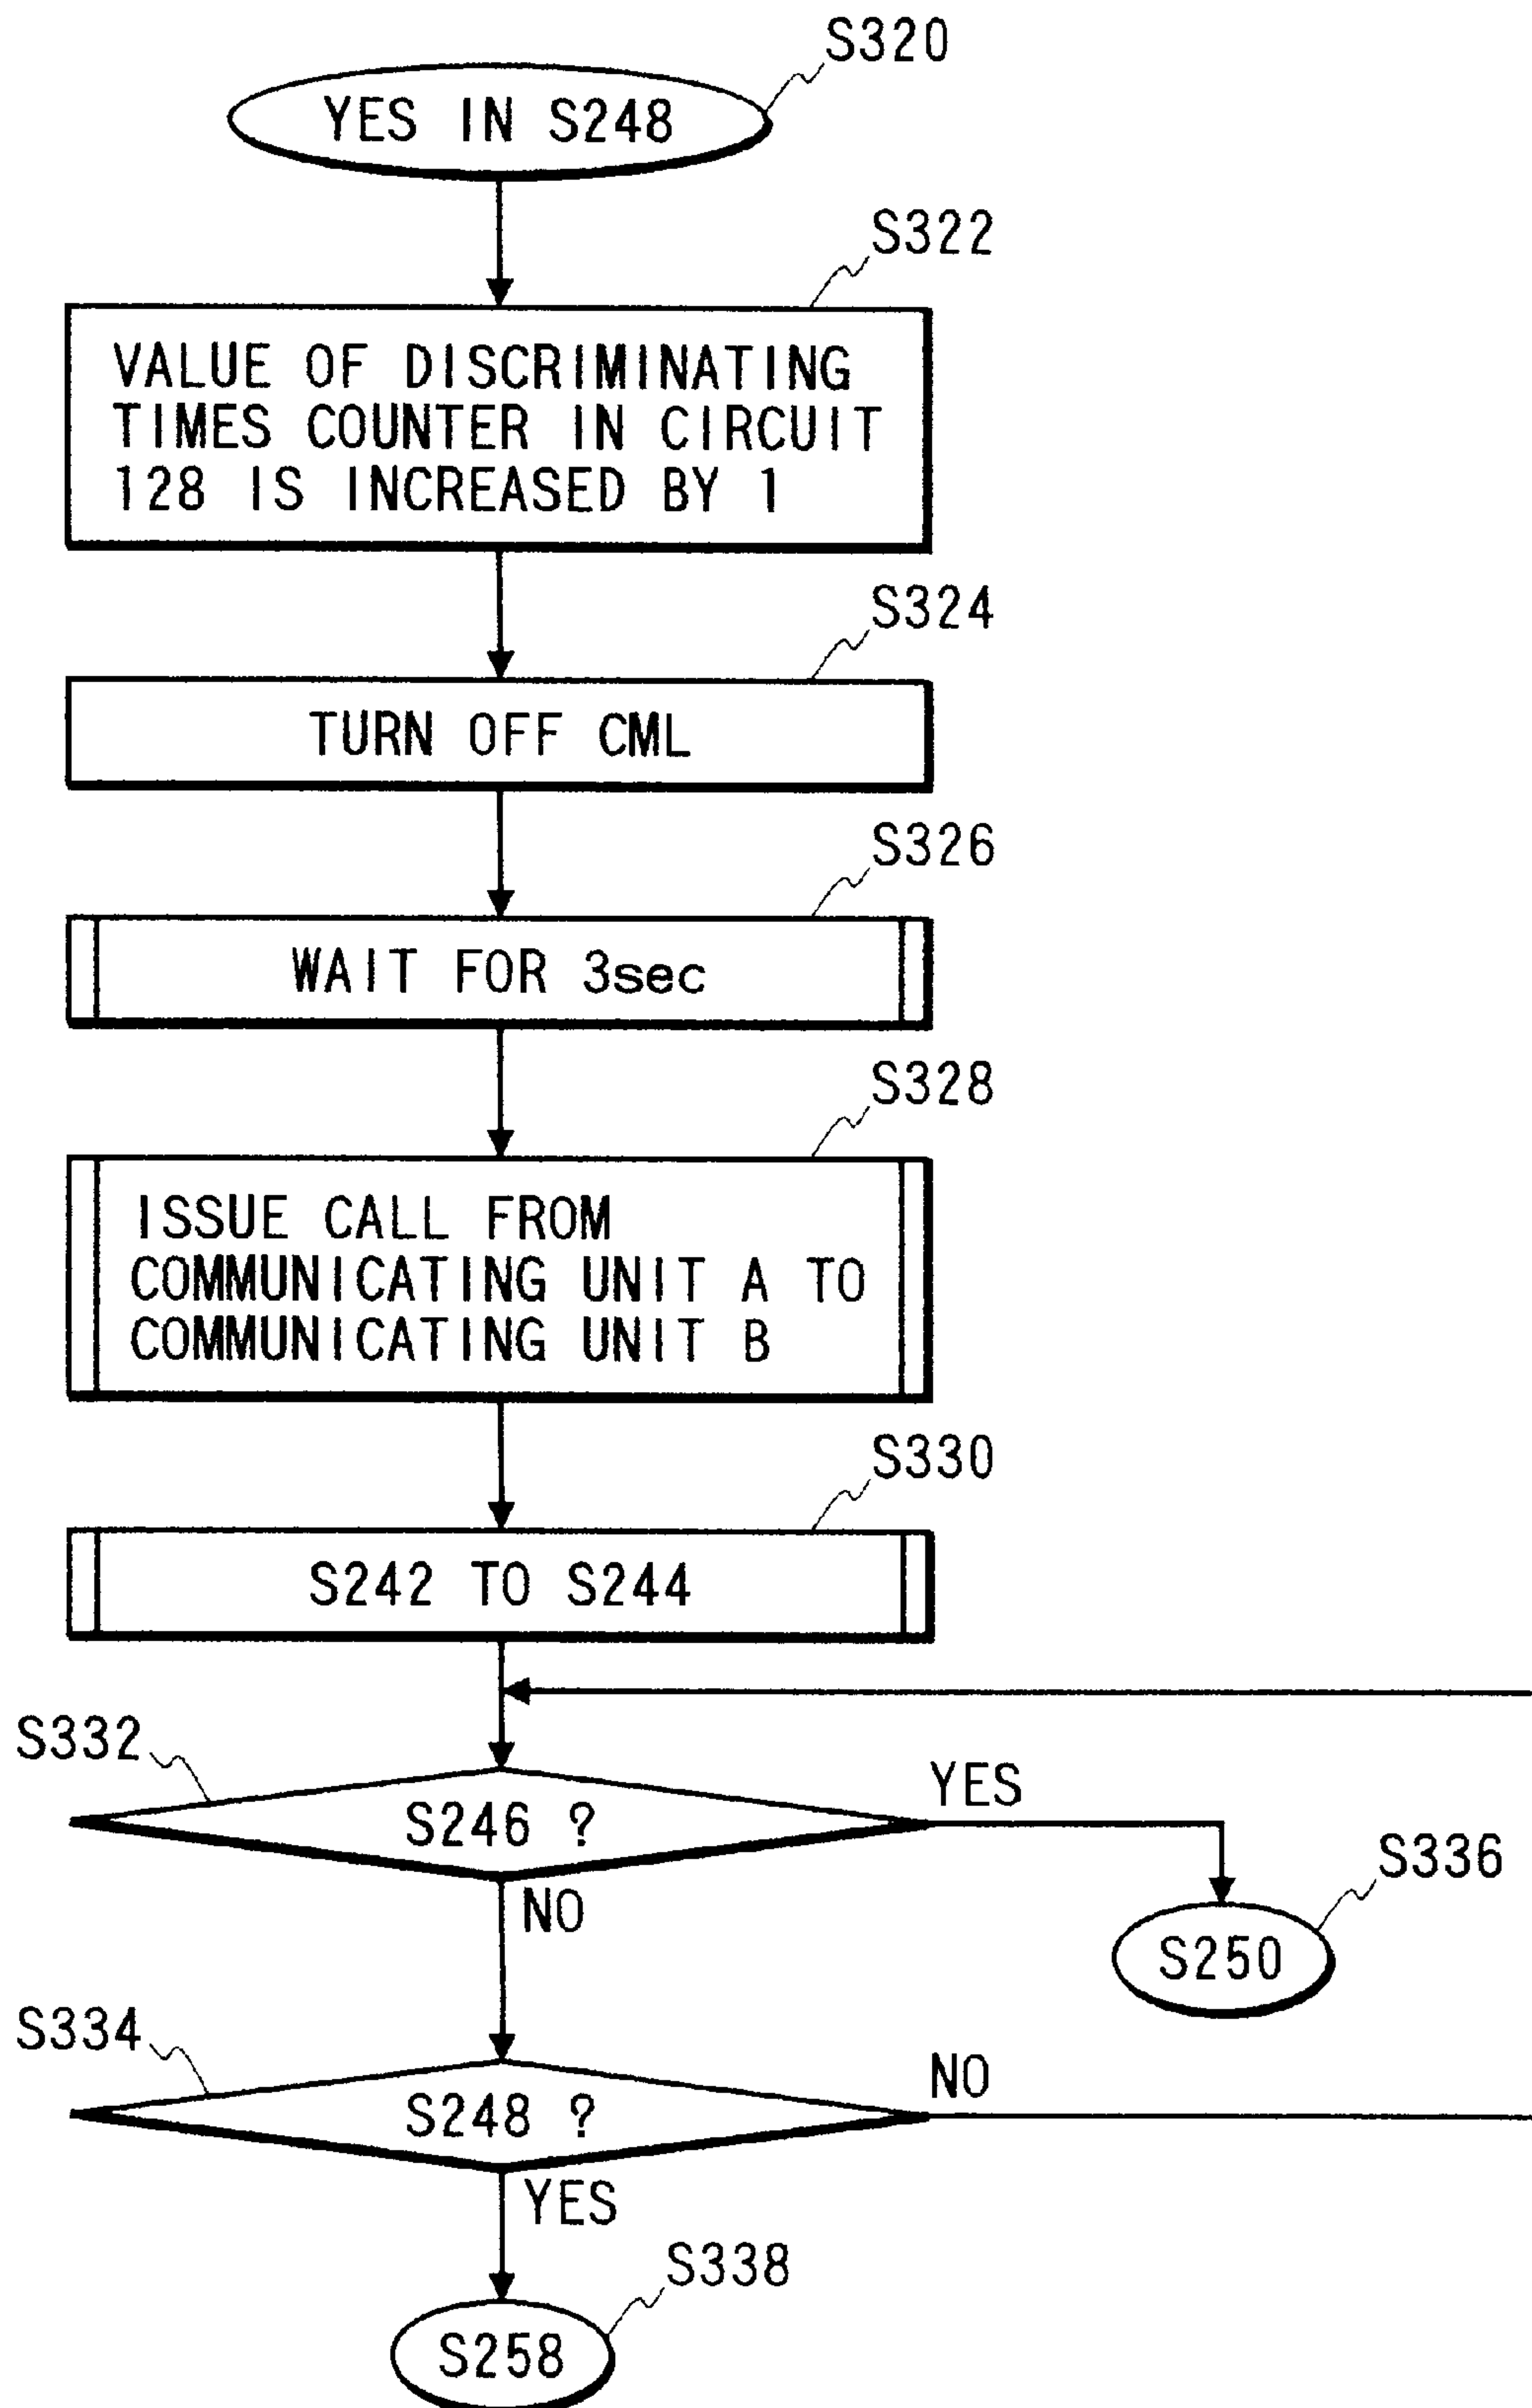 S320
YES IN S248
S322
VALUE OF DISCRIMINATING
TIMES COUNTER IN CIRCUIT
128 IS INCREASED BY 1
S324
TURN OFF CML
S326
WAIT FOR 3sec
S328
ISSUE CALL FROM
COMMUNICATING UNIT A TO
COMMUNICATING UNIT B
S330
S242 TO S244
S332
S246 ?
YES
NO
S336
S250
S334
S248 ?
NO
YES
S338
S258